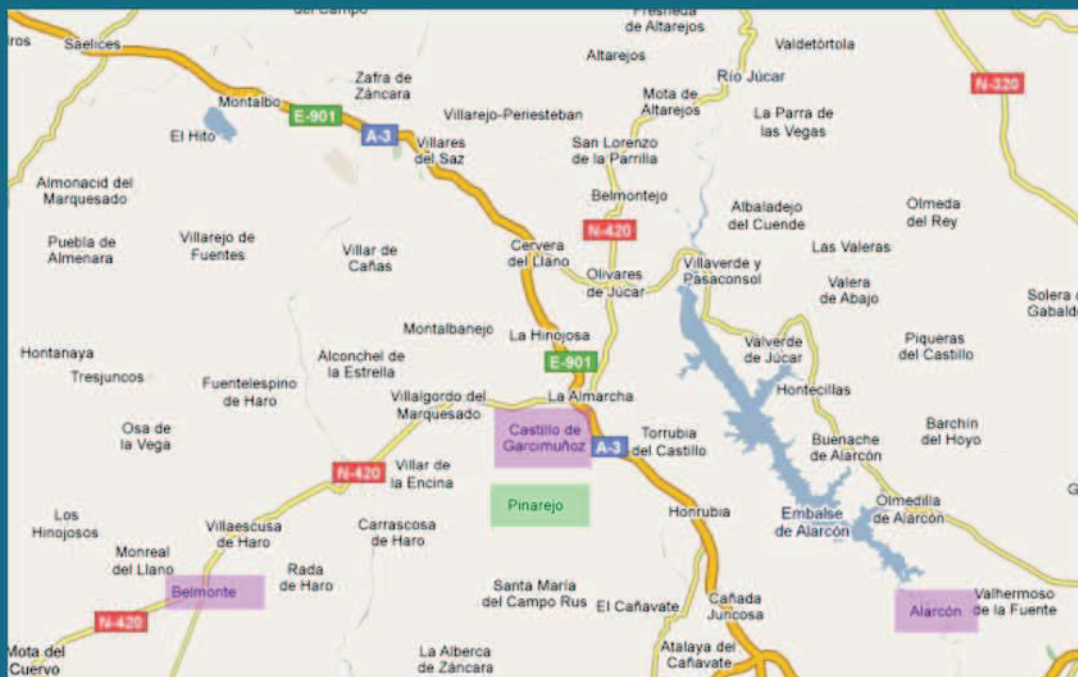 del Campo
Fresneda
de Altarejos
Saelices
Altarejos
Valdetórtola
Río Júcar
Zafra de
Záncara
N-320
Montalbo
E-901
Villarejo-Periesteban
Mota de
Altarejos
La Parra de
las Vegas
El Hito
A-3
Villares
del Saz
San Lorenzo
de la Parrilla
Almonacid del
Marquesado
Belmontejo
Albaladejo
del Cuende
Olmeda
del Rey
Puebla de
Almenara
Villarejo de
Fuentes
Villar de
Cañas
Cervera
del Llano
N-420
Las Valeras
Olivares
de Júcar
Villaverde y
Pasaconsol
Valera
de Abajo
Solera
Gabald
Montalbanejo
La Hinojosa
Valverde
de Júcar
Piqueras
del Castillo
Hontanaya
Tresjuncos
Alconchel de
la Estrella
E-901
Fuentelespino
de Haro
Villalgordo del
Marquesado
La Almarcha
Hontecillas
Osa de
la Vega
Castillo de
Garcimuñoz
A-3
Torrubia
del Castillo
Buenache
de Alarcón
Barchín
del Hoyo
N-420
Villar de
la Encina
Pinarejo
Honrubia
Embalse
de Alarcón
Olmedilla
de Alarcón
G
Los
Hinojosos
Villaescusa
de Haro
Carrascosa
de Haro
Monreal
del Llano
Rada
de Haro
Belmonte
Santa María
del Campo Rus
El Cañavate
Cañada
Juncosa
Alarcón
Valhermoso
de la Fuente
N-420
Mota del
Cuervo
La Alberca
de Záncara
Atalaya del
Cañavate